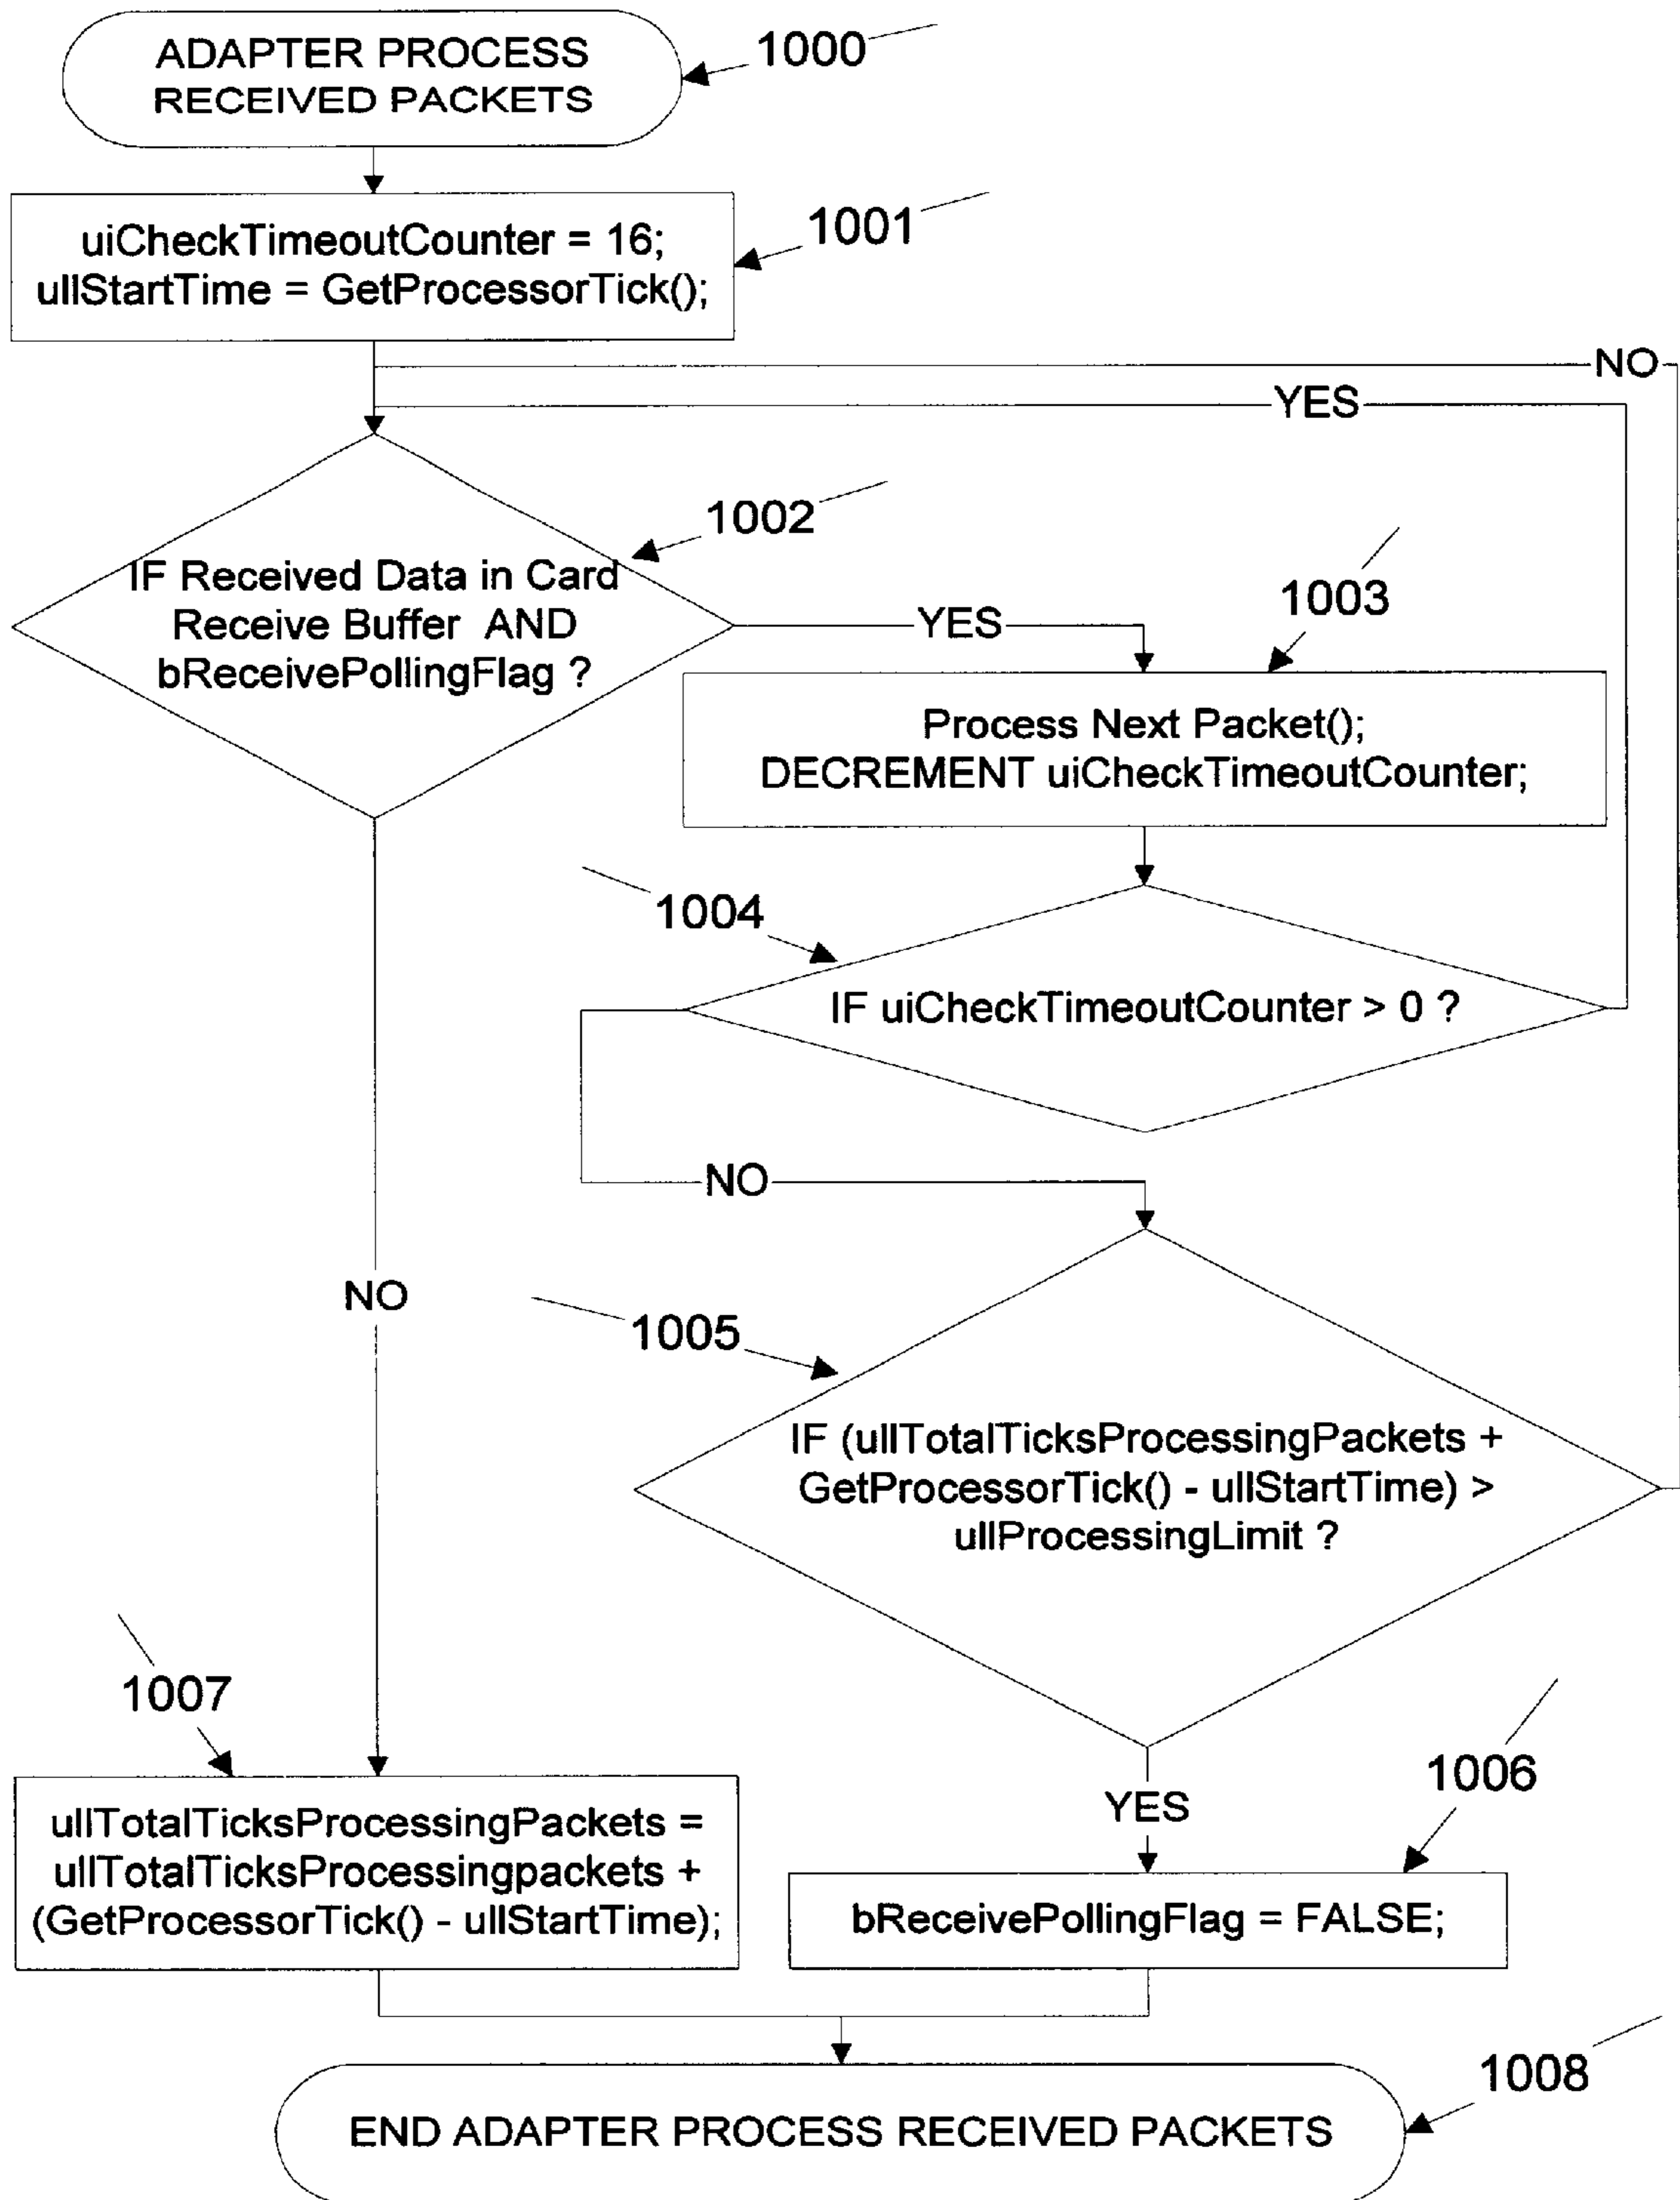 ADAPTER PROCESS
RECEIVED PACKETS
1000
uiCheckTimeoutCounter = 16;
ullStartTime = GetProcessorTick();
1001
NO
YES
IF Received Data in Card
Receive Buffer AND
bReceivePollingFlag ?
1002
YES
1003
Process Next Packet();
DECREMENT uiCheckTimeoutCounter;
1004
IF uiCheckTimeoutCounter > 0 ?
NO
NO
1005
IF (ullTotalTicksProcessingPackets +
GetProcessorTick() - ullStartTime) >
ullProcessingLimit ?
1007
ullTotalTicksProcessingPackets =
ullTotalTicksProcessingpackets +
(GetProcessorTick() - ullStartTime);
YES
1006
bReceivePollingFlag = FALSE;
1008
END ADAPTER PROCESS RECEIVED PACKETS